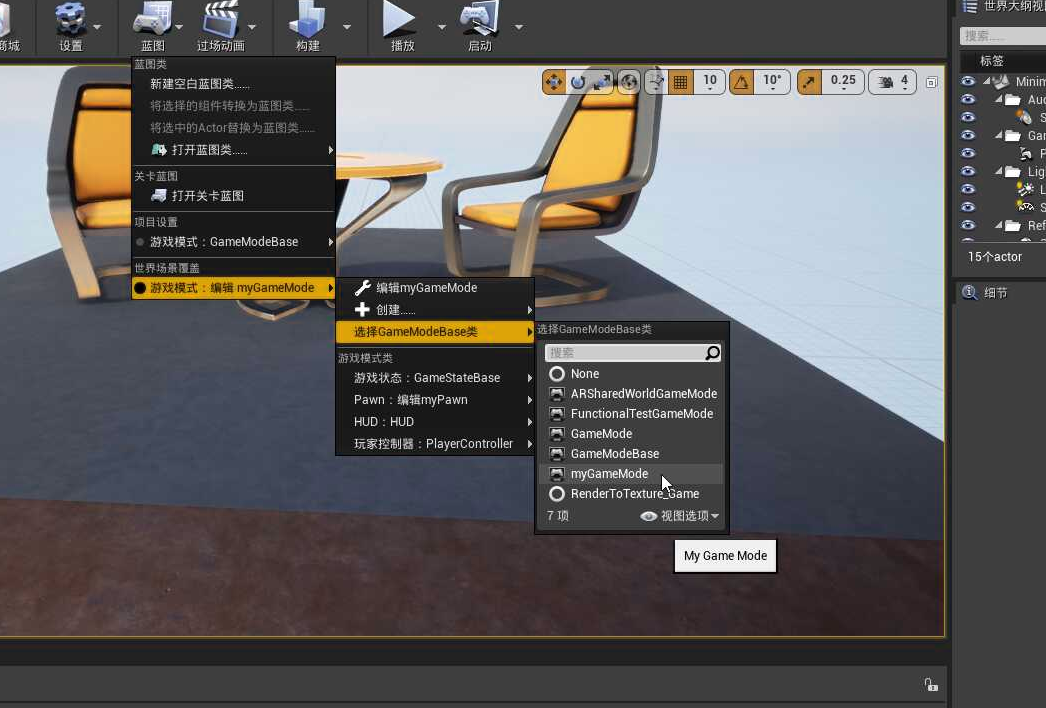 商城
设置
蓝图
过场动画
构建
播放
启动
世界大纲视图
搜索......
标签
蓝图类
新建空白蓝图类......
将选择的组件转换为蓝图类......
将选中的Actor替换为蓝图类......
打开蓝图类......
关卡蓝图
打开关卡蓝图
项目设置
游戏模式：GameModeBase
世界场景覆盖
游戏模式：编辑 myGameMode
编辑myGameMode
创建......
选择GameModeBase类
游戏模式类
游戏状态：GameStateBase
Pawn：编辑myPawn
HUD：HUD
玩家控制器：PlayerController
选择GameModeBase类
搜索
None
ARSharedWorldGameMode
FunctionalTestGameMode
GameMode
GameModeBase
myGameMode
RenderToTexture_Game
7 项
视图选项
My Game Mode
10
10°
0.25
4
Minim
Aud
S
Gam
P
Ligh
L
S
Ref
15个actor
细节